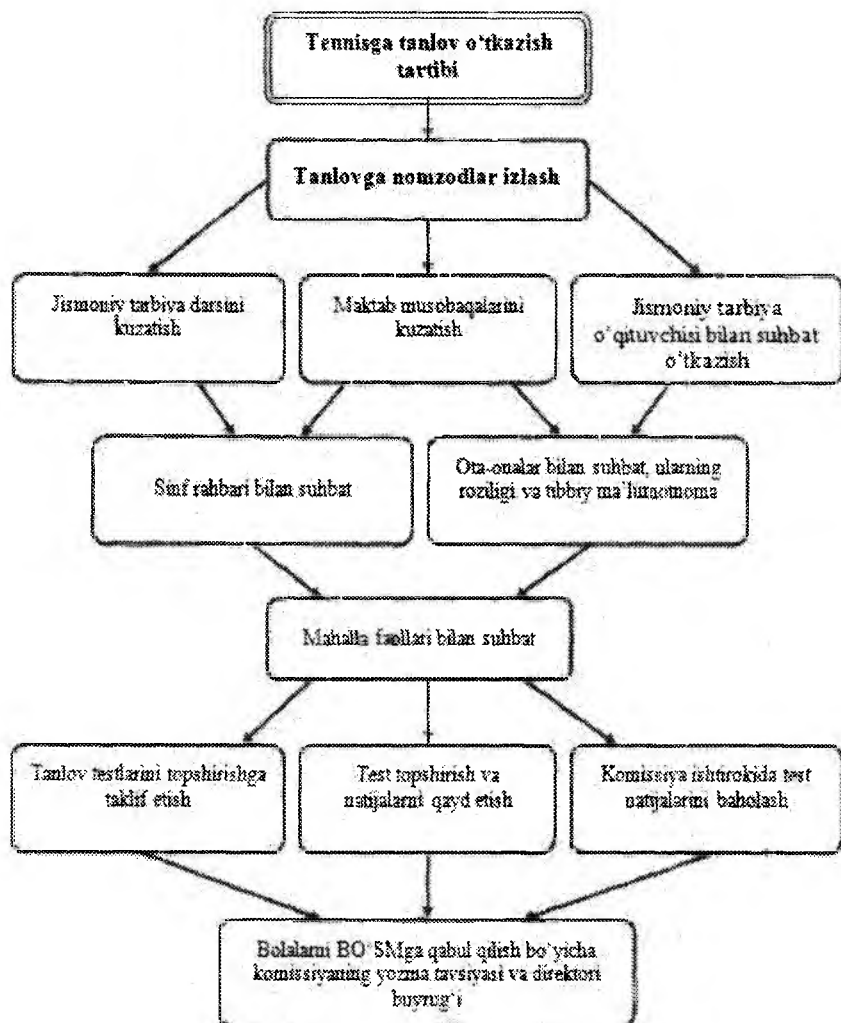 Tennisga tanlov o‘tkazish
tartibi
Tanlovga nomzodlar izlash
Jismoniy tarbiya darsini
kuzatish
Maktab musobaqalarini
kuzatish
Jismoniy tarbiya
o‘qituvchisi bilan suhbat
o‘tkazish
Sinf rahbari bilan suhbat
Ota-onalar bilan suhbat, ularning
roziligi va tibbiy ma’lumotnoma
Mahalla faollari bilan suhbat
Tanlov testlarini topshirishga
taklif etish
Test topshirish va
natijalarni qayd etish
Komissiya ishtirokida test
natijalarini baholash
Bolalarni BO‘SMga qabul qilish bo‘yicha
komissiyaning yozma tavsiyasi va direktori
buyrug‘i